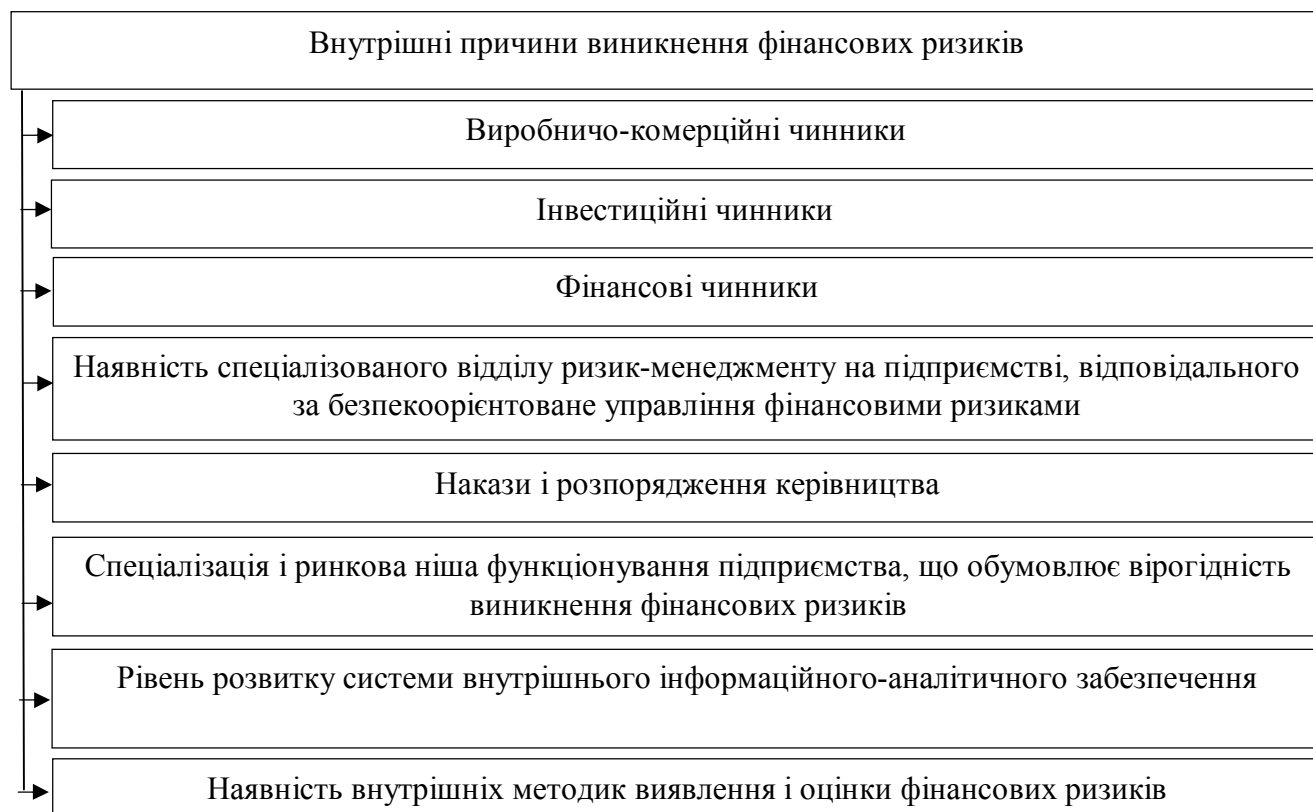 Внутрішні причини виникнення фінансових ризиків
Виробничо-комерційні чинники
Інвестиційні чинники
Фінансові чинники
Наявність спеціалізованого відділу ризик-менеджменту на підприємстві, відповідального
за безпекоорієнтоване управління фінансовими ризиками
Накази і розпорядження керівництва
Спеціалізація і ринкова ніша функціонування підприємства, що обумовлює вірогідність
виникнення фінансових ризиків
Рівень розвитку системи внутрішнього інформаційного-аналітичного забезпечення
Наявність внутрішніх методик виявлення і оцінки фінансових ризиків